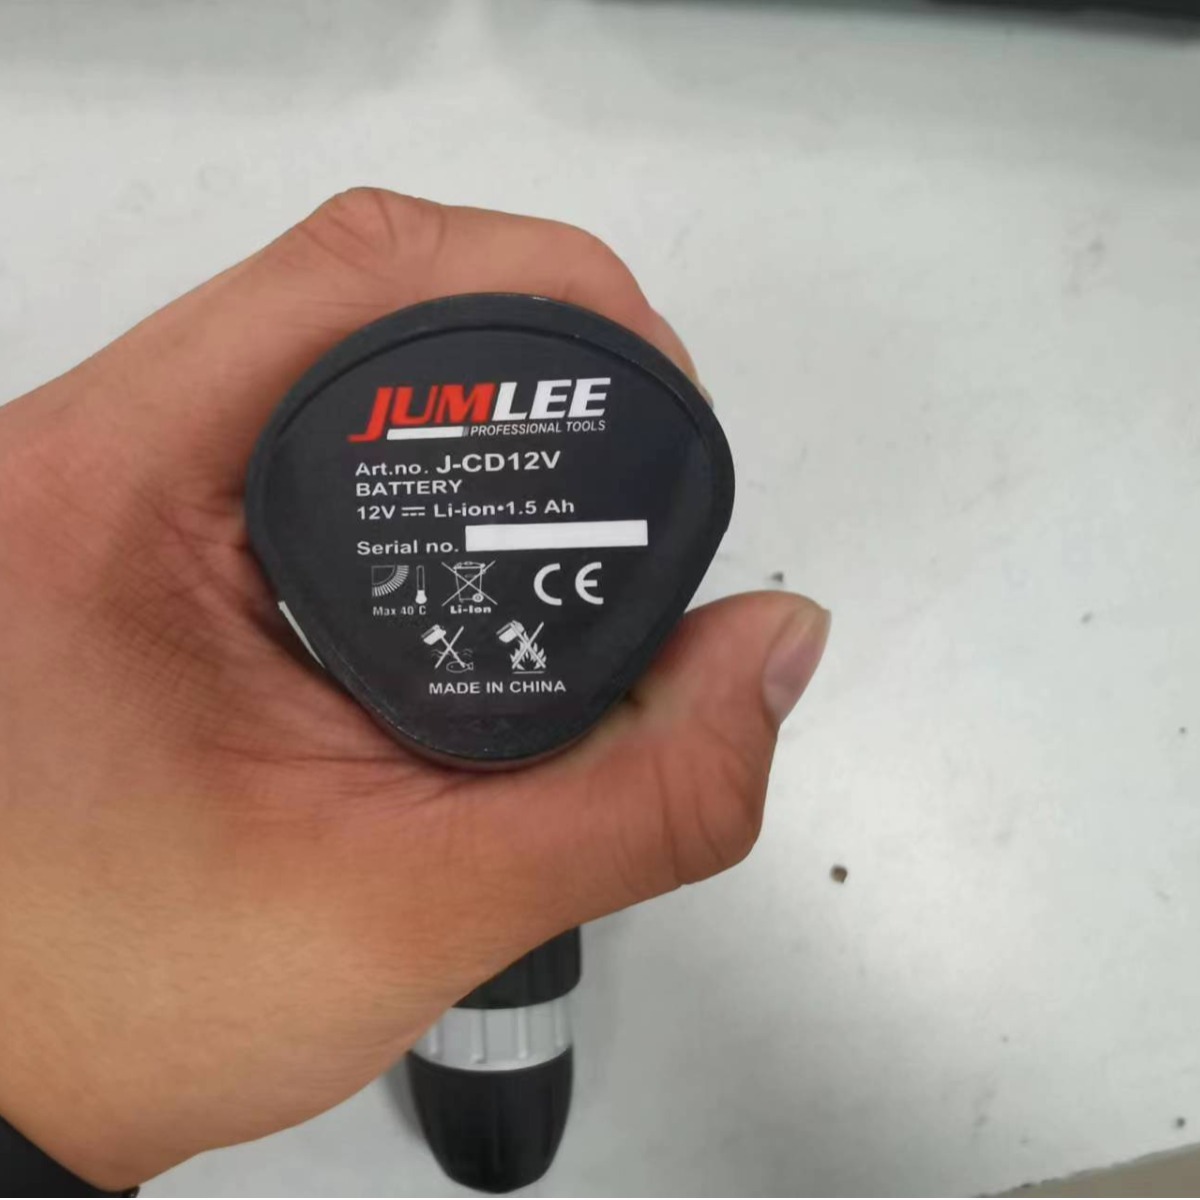 JUMLEE
PROFESSIONAL TOOLS
Art.no. J-CD12V
BATTERY
12V ⎓ Li-ion•1.5 Ah
Serial no.
Max 40°C Li-Ion CE
MADE IN CHINA